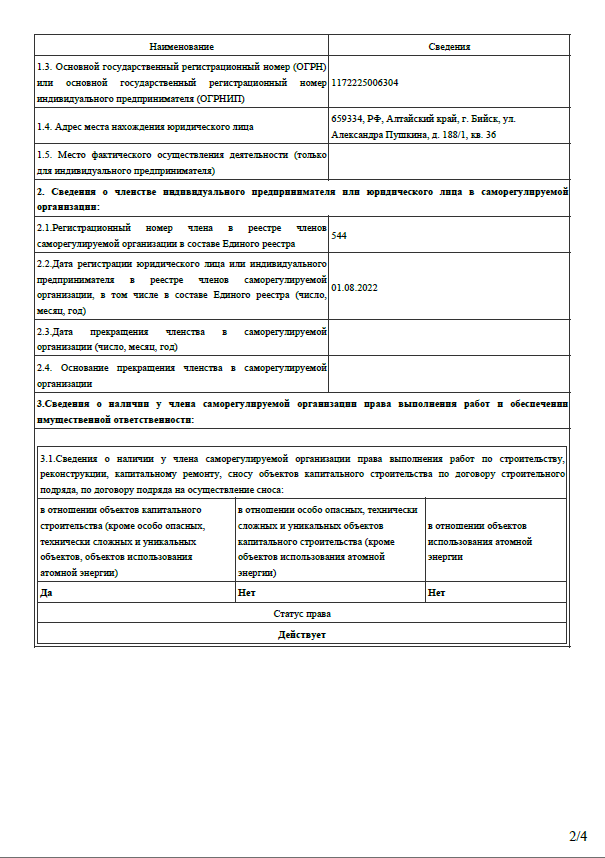 Наименование
Сведения
1.3. Основной государственный регистрационный номер (ОГРН)
или основной государственный регистрационный номер
индивидуального предпринимателя (ОГРНИП)
1172225006304
1.4. Адрес места нахождения юридического лица
659334, РФ, Алтайский край, г. Бийск, ул.
Александра Пушкина, д. 188/1, кв. 36
1.5. Место фактического осуществления деятельности (только
для индивидуального предпринимателя)
2. Сведения о членстве индивидуального предпринимателя или юридического лица в саморегулируемой
организации:
2.1.Регистрационный номер члена в реестре членов
саморегулируемой организации в составе Единого реестра
544
2.2.Дата регистрации юридического лица или индивидуального
предпринимателя в реестре членов саморегулируемой
организации, в том числе в составе Единого реестра (число,
месяц, год)
01.08.2022
2.3.Дата прекращения членства в саморегулируемой
организации (число, месяц, год)
2.4. Основание прекращения членства в саморегулируемой
организации
3.Сведения о наличии у члена саморегулируемой организации права выполнения работ и обеспечении
имущественной ответственности:
3.1.Сведения о наличии у члена саморегулируемой организации права выполнения работ по строительству,
реконструкции, капитальному ремонту, сносу объектов капитального строительства по договору строительного
подряда, по договору подряда на осуществление сноса:
в отношении объектов капитального
строительства (кроме особо опасных,
технически сложных и уникальных
объектов, объектов использования
атомной энергии)
в отношении особо опасных, технически
сложных и уникальных объектов
капитального строительства (кроме
объектов использования атомной
энергии)
в отношении объектов
использования атомной
энергии
Да
Нет
Нет
Статус права
Действует
2/4